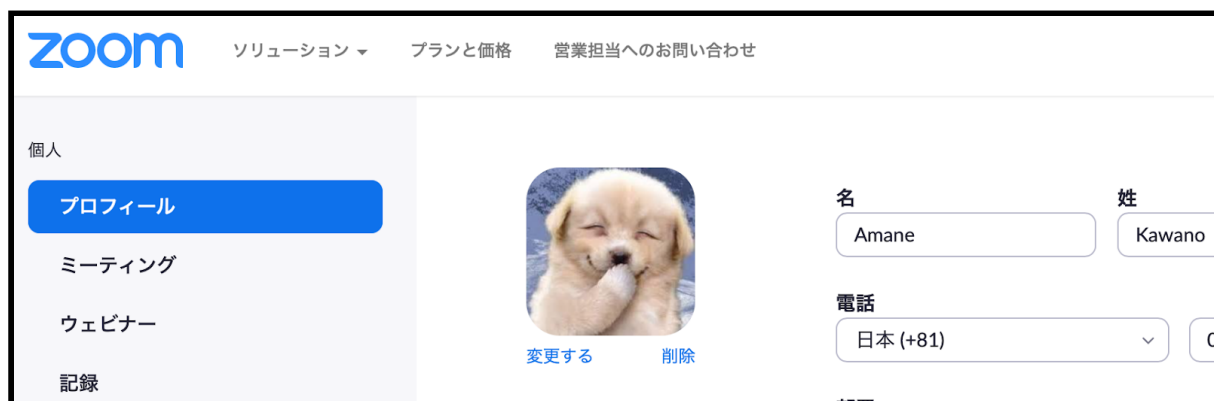 zoom ソリューション プランと価格 営業担当へのお問い合わせ
個人
プロフィール
ミーティング
ウェビナー
記録
変更する 削除
名 姓
Amane Kawano
電話
日本 (+81)